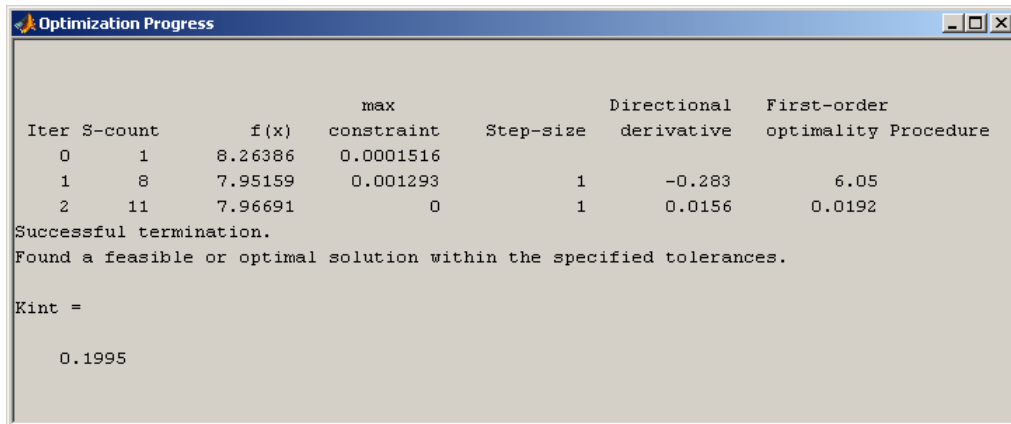 Optimization Progress
max Directional First-order
Iter S-count f(x) constraint Step-size derivative optimality Procedure
0 1 8.26386 0.0001516
1 8 7.95159 0.001293 1 -0.283 6.05
2 11 7.96691 0 1 0.0156 0.0192
Successful termination.
Found a feasible or optimal solution within the specified tolerances.
Kint =
0.1995